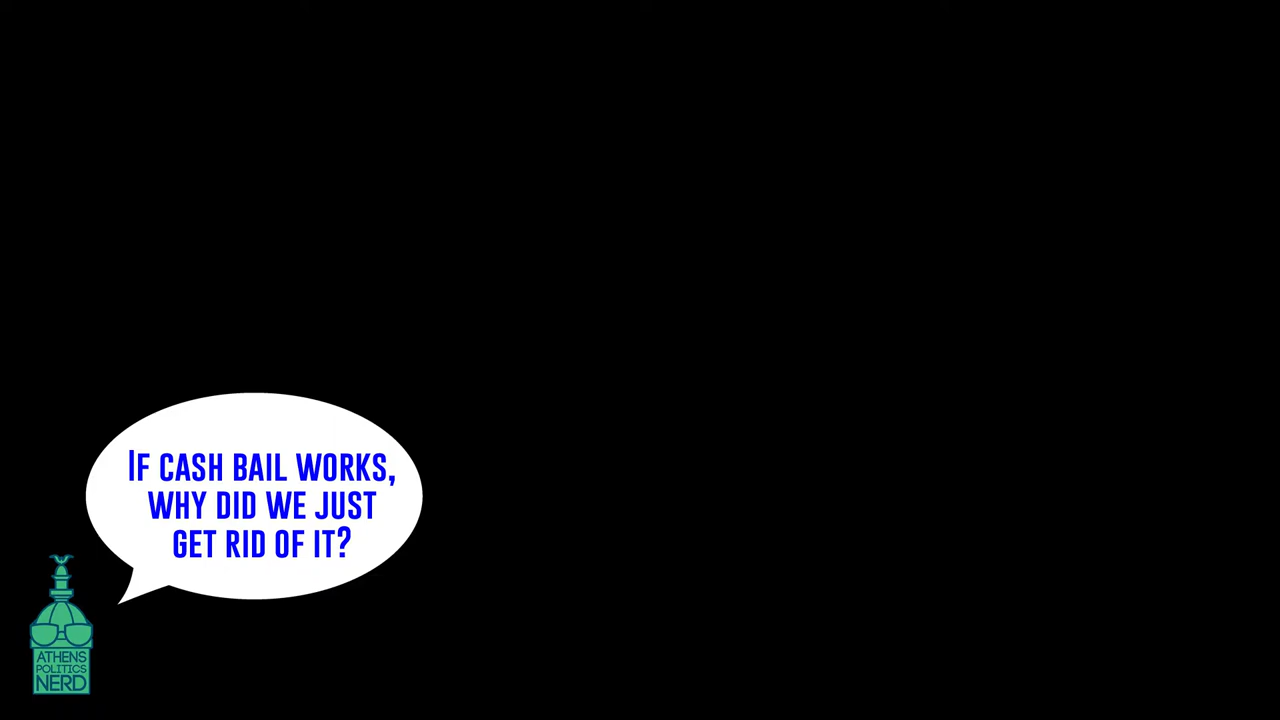 If cash bail works,
why did we just
get rid of it?
ATHENS
POLITICS
NERD